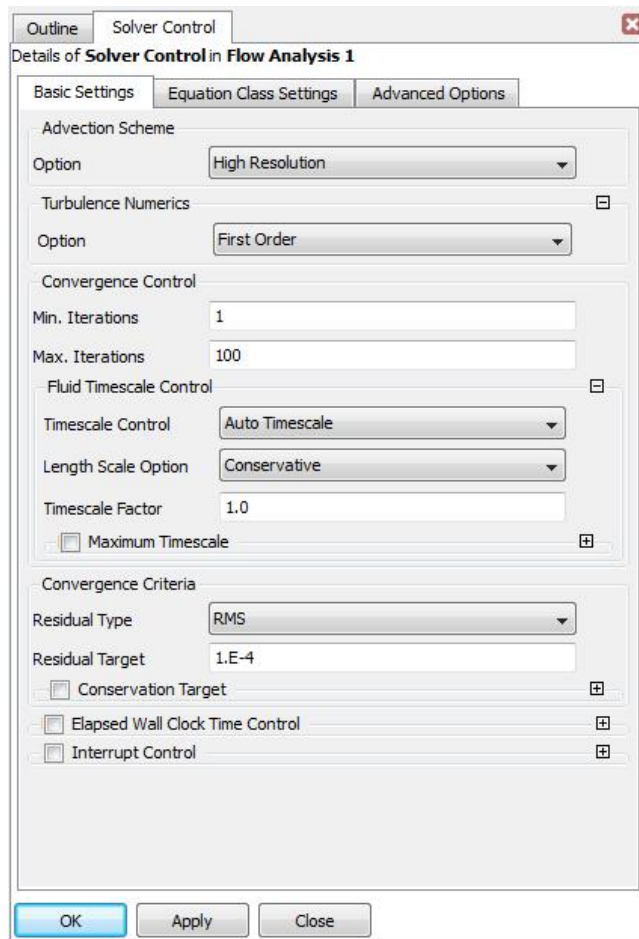 Outline Solver Control
Details of Solver Control in Flow Analysis 1
Basic Settings Equation Class Settings Advanced Options
Advection Scheme
Option High Resolution
Turbulence Numerics
Option First Order
Convergence Control
Min. Iterations 1
Max. Iterations 100
Fluid Timescale Control
Timescale Control Auto Timescale
Length Scale Option Conservative
Timescale Factor 1.0
Maximum Timescale
Convergence Criteria
Residual Type RMS
Residual Target 1.E-4
Conservation Target
Elapsed Wall Clock Time Control
Interrupt Control
OK Apply Close